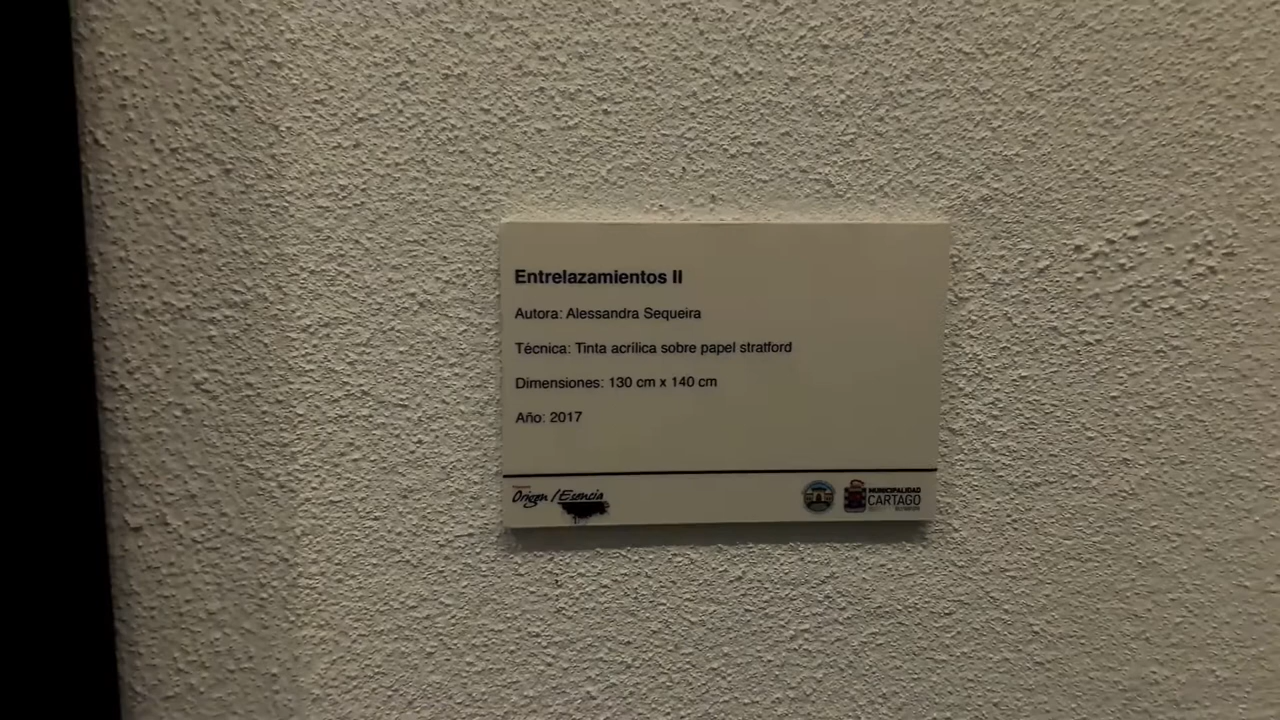 Entrelazamientos II
Autora: Alessandra Sequeira
Técnica: Tinta acrílica sobre papel stratford
Dimensiones: 130 cm x 140 cm
Año: 2017
Origen / Esencia
MUNICIPALIDAD
CARTAGO